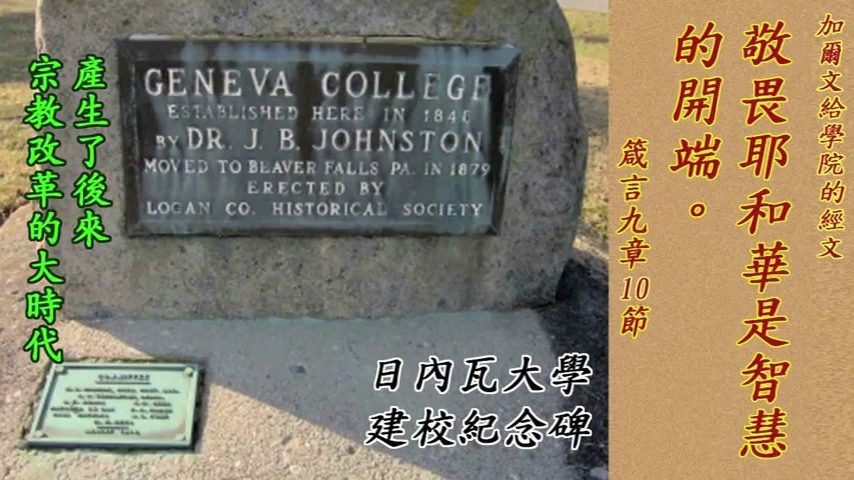 加爾文給學院的經文
敬畏耶和華是智慧
的開端。
箴言九章10節
產生了後來
宗教改革的大時代
GENEVA COLLEGE
ESTABLISHED HERE IN 1848
BY DR. J. B. JOHNSTON
MOVED TO BEAVER FALLS PA. IN 1879
ERECTED BY
LOGAN CO. HISTORICAL SOCIETY
日內瓦大學
建校紀念碑